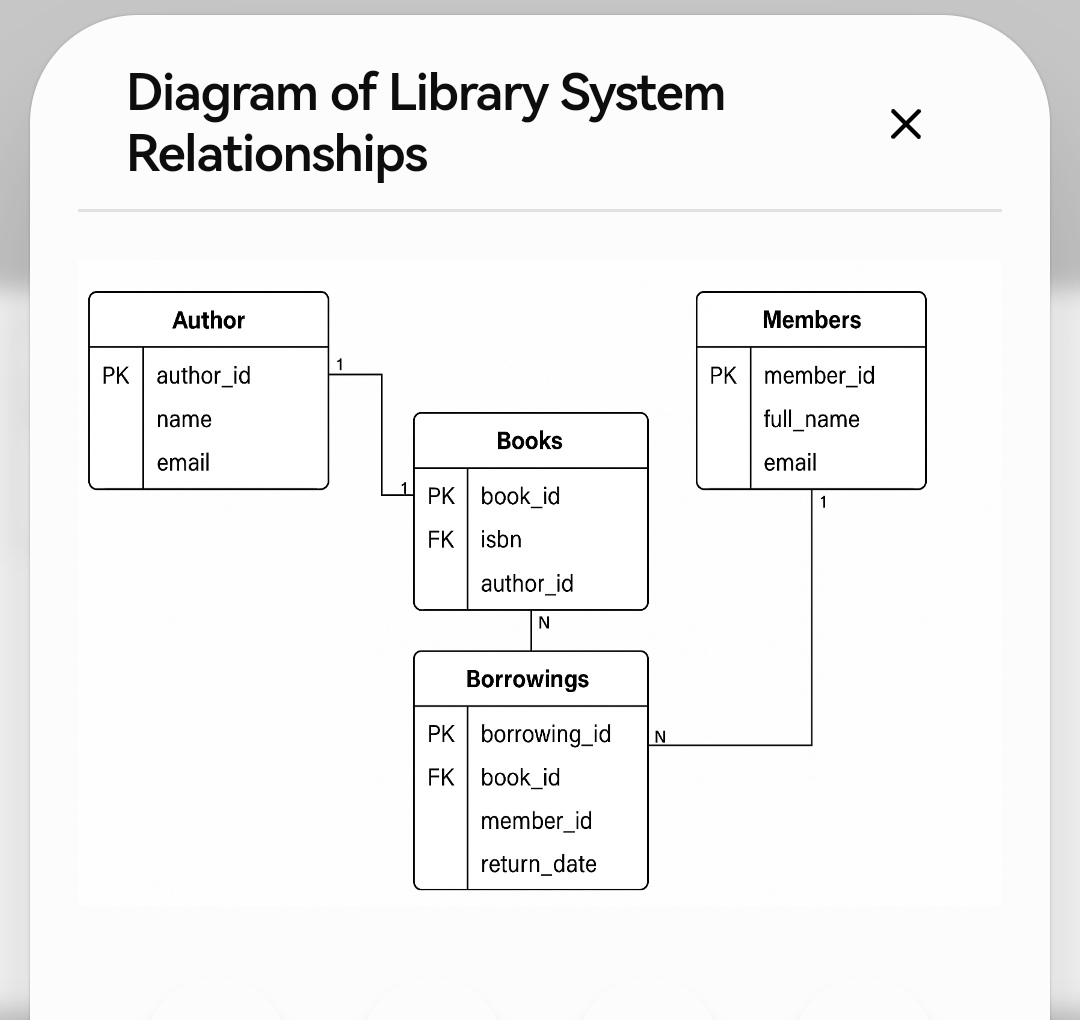 Diagram of Library System
Relationships
Author
PK author_id
name
email
1
1
Books
PK book_id
FK isbn
author_id
N
Members
PK member_id
full_name
email
1
Borrowings
PK borrowing_id
FK book_id
member_id
return_date
N